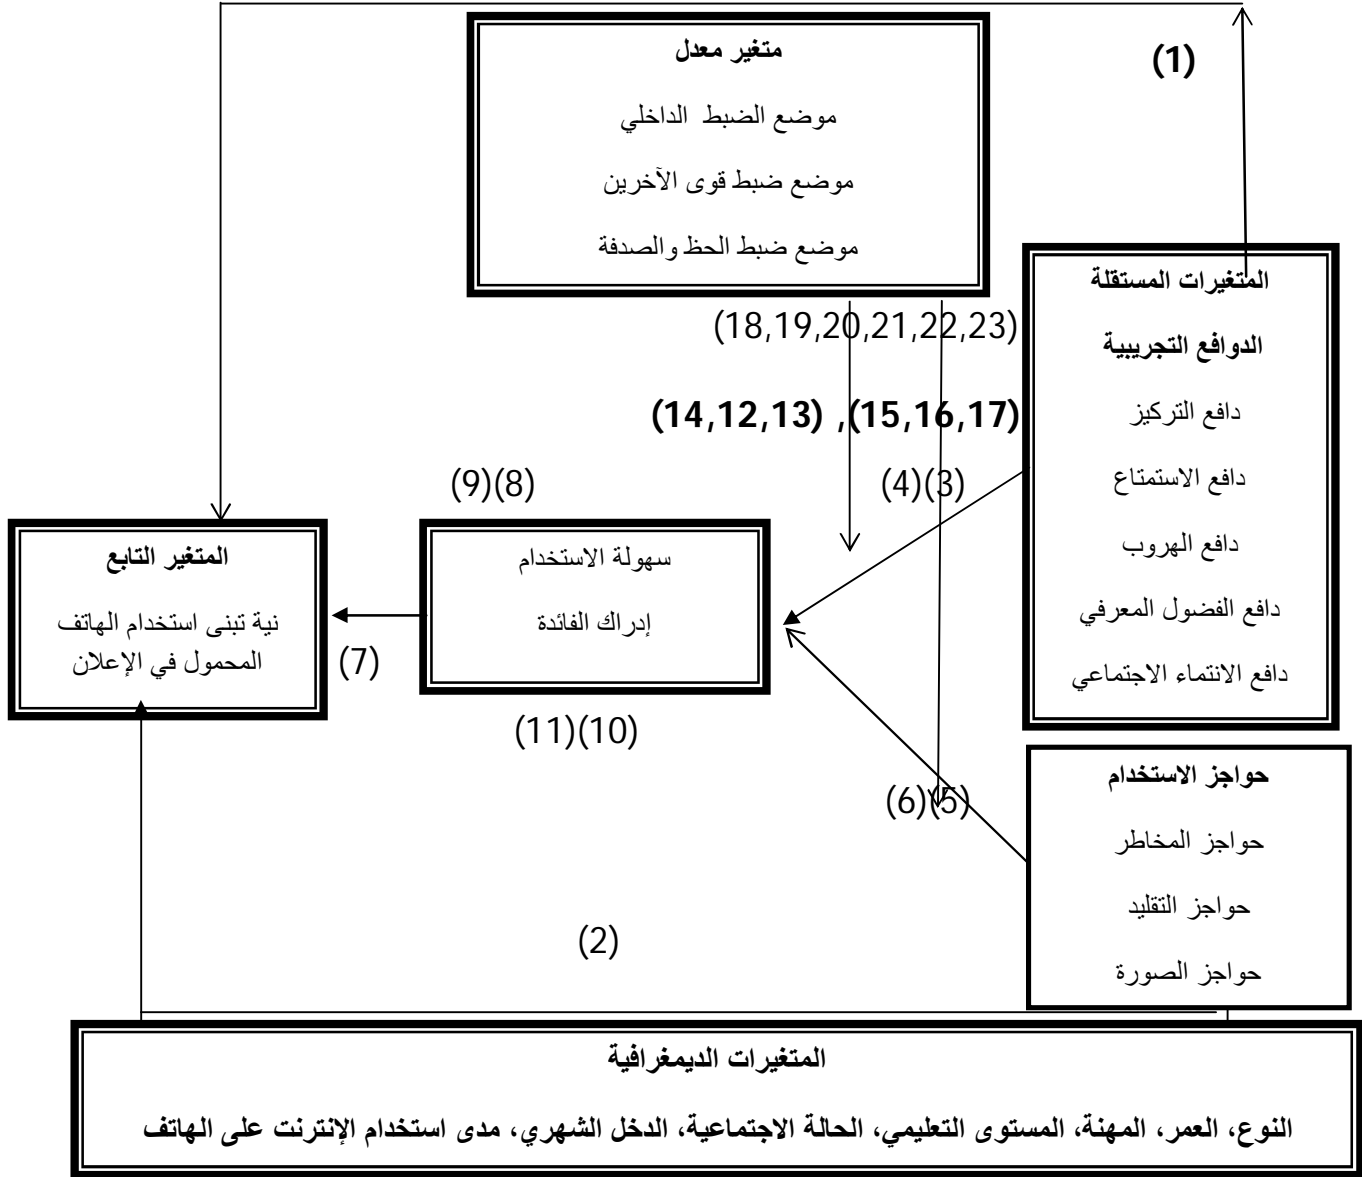 (1)
متغير معدل
موضع الضبط الداخلي
موضع ضبط قوى الآخرين
موضع ضبط الحظ والصدفة
المتغيرات المستقلة
الدوافع التجريبية
دافع التركيز
دافع الاستمتاع
دافع الهروب
دافع الفضول المعرفي
دافع الانتماء الاجتماعي
(18,19,20,21,22,23)
(14,12,13) ,(15,16,17)
(4)(3)
(9)(8)
سهولة الاستخدام
إدراك الفائدة
المتغير التابع
نية تبنى استخدام الهاتف
المحمول في الإعلان
(7)
(11)(10)
(6)(5)
حواجز الاستخدام
حواجز المخاطر
حواجز التقليد
حواجز الصورة
(2)
المتغيرات الديمغرافية
النوع، العمر، المهنة، المستوى التعليمي، الحالة الاجتماعية، الدخل الشهري، مدى استخدام الإنترنت على الهاتف